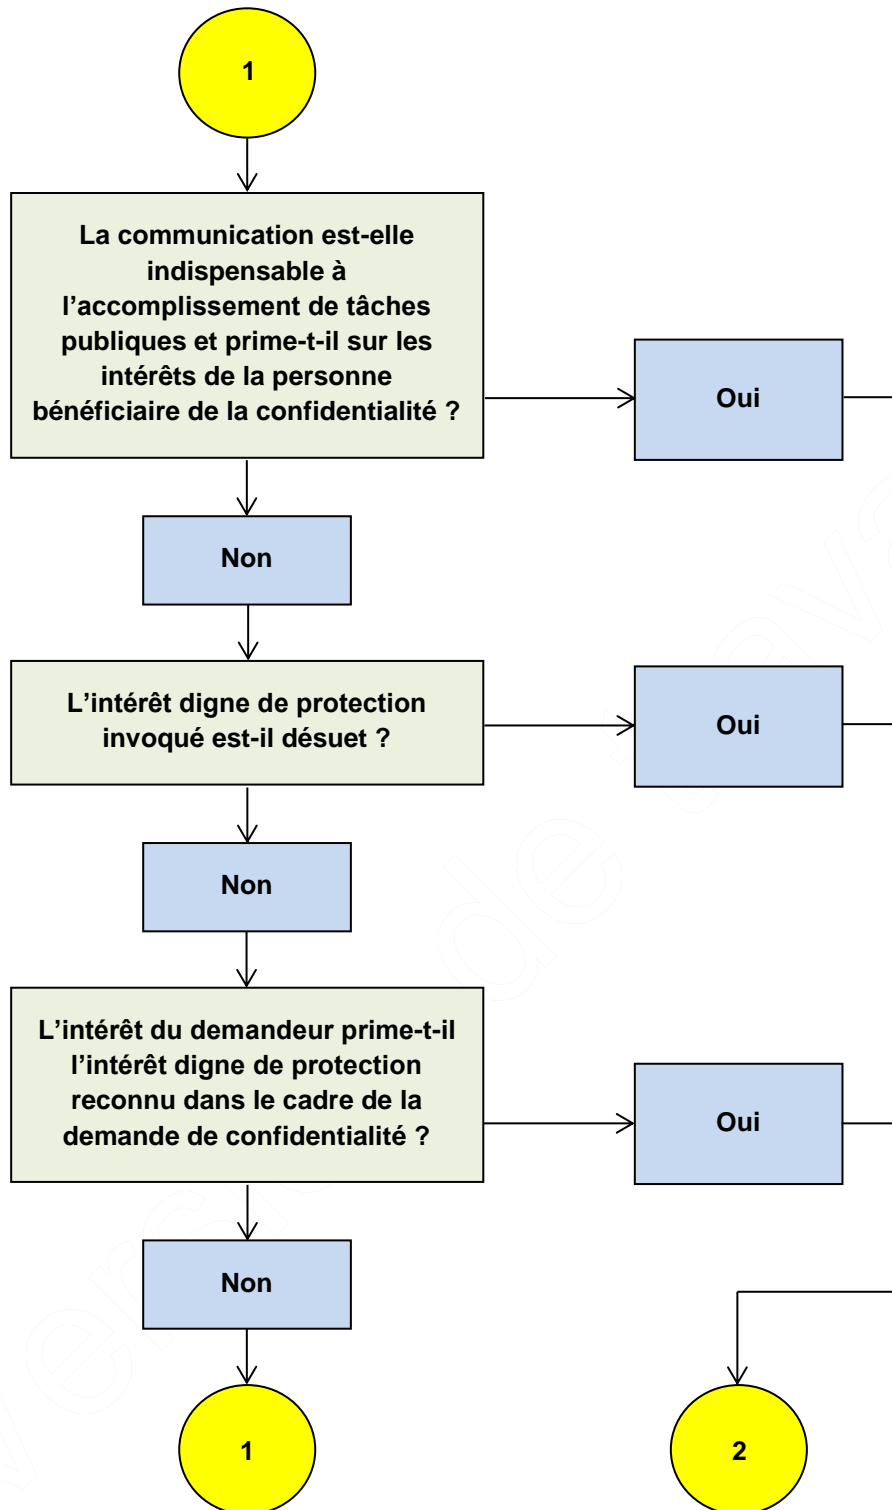 1
La communication est-elle
indispensable à
l’accomplissement de tâches
publiques et prime-t-il sur les
intérêts de la personne
bénéficiaire de la confidentialité ?
Oui
Non
L’intérêt digne de protection
invoqué est-il désuet ?
Oui
Non
L’intérêt du demandeur prime-t-il
l’intérêt digne de protection
reconnu dans le cadre de la
demande de confidentialité ?
Oui
Non
1
2